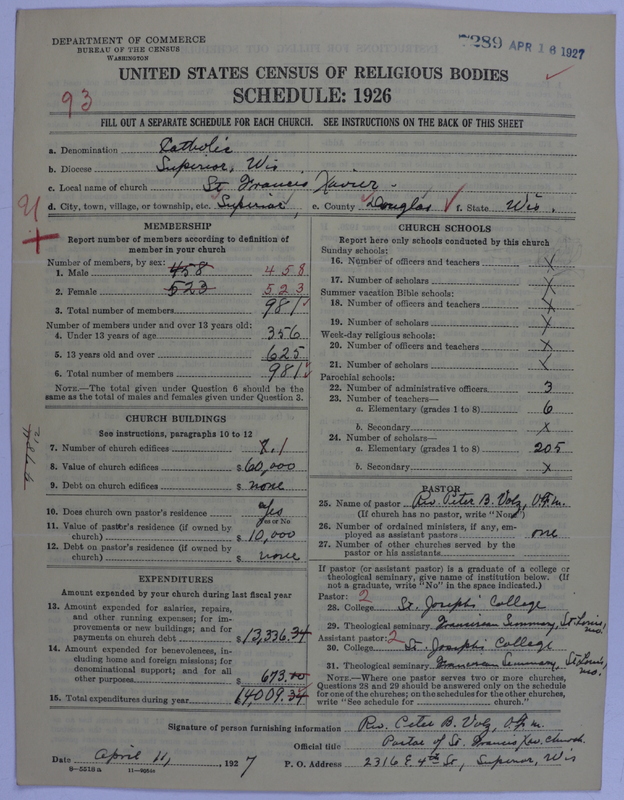 DEPARTMENT OF COMMERCE
BUREAU OF THE CENSUS
WASHINGTON
7289 APR 16 1927
UNITED STATES CENSUS OF RELIGIOUS BODIES
SCHEDULE: 1926
93
FILL OUT A SEPARATE SCHEDULE FOR EACH CHURCH. SEE INSTRUCTIONS ON THE BACK OF THIS SHEET
a. Denomination Catholic
b. Diocese Superior, Wis
c. Local name of church St. Francis Xavier.
d. City, town, village, or township, etc. Superior, e. County Douglas f. State Wis.
MEMBERSHIP
Report number of members according to definition of member in your church
Number of members, by sex:
1. Male 458 458
2. Female 523 523
3. Total number of members 981
Number of members under and over 13 years old:
4. Under 13 years of age 356
5. 13 years old and over 625
6. Total number of members 981
NOTE.—The total given under Question 6 should be the same as the total of males and females given under Question 3.
CHURCH BUILDINGS
See instructions, paragraphs 10 to 12
7. Number of church edifices 1
8. Value of church edifices $ 60,000
9. Debt on church edifices $ none
10. Does church own pastor's residence Yes
Yes or No
11. Value of pastor's residence (if owned by church) $ 10,000
12. Debt on pastor's residence (if owned by church) $ none
EXPENDITURES
Amount expended by your church during last fiscal year
13. Amount expended for salaries, repairs, and other running expenses; for improvements or new buildings; and for payments on church debt $ 13,336.34
14. Amount expended for benevolences, including home and foreign missions; for denominational support; and for all other purposes $ 673.00
15. Total expenditures during year $ 14,009.34
CHURCH SCHOOLS
Report here only schools conducted by this church
Sunday schools:
16. Number of officers and teachers X
17. Number of scholars X
Summer vacation Bible schools:
18. Number of officers and teachers X
19. Number of scholars X
Week-day religious schools:
20. Number of officers and teachers X
21. Number of scholars X
Parochial schools:
22. Number of administrative officers 3
23. Number of teachers—
a. Elementary (grades 1 to 8) 6
b. Secondary X
24. Number of scholars—
a. Elementary (grades 1 to 8) 205
b. Secondary X
PASTOR
25. Name of pastor Rev. Peter B. Volz, O.F.M.
(If church has no pastor, write "None")
26. Number of ordained ministers, if any, employed as assistant pastors one
27. Number of other churches served by the pastor or his assistants
If pastor (or assistant pastor) is a graduate of a college or theological seminary, give name of institution below. (If not a graduate, write "No" in the space indicated.)
Pastor: 2
28. College St. Josephs College
29. Theological seminary Franciscan Seminary, St Louis, Mo.
Assistant pastor: 2
30. College St. Josephs College
31. Theological seminary Franciscan Seminary, St. Louis, Mo.
NOTE.—Where one pastor serves two or more churches, Questions 28 and 29 should be answered only on the schedule for one of the churches; on the schedules for the other churches write "See schedule for church."
Signature of person furnishing information Rev. Peter B. Volz, O.F.M.
Official title Pastor of St. Francis Xav. Church.
Date April 11, 1927 P. O. Address 2316 E. 4th St, Superior, Wis
8—5518a 11—9264a